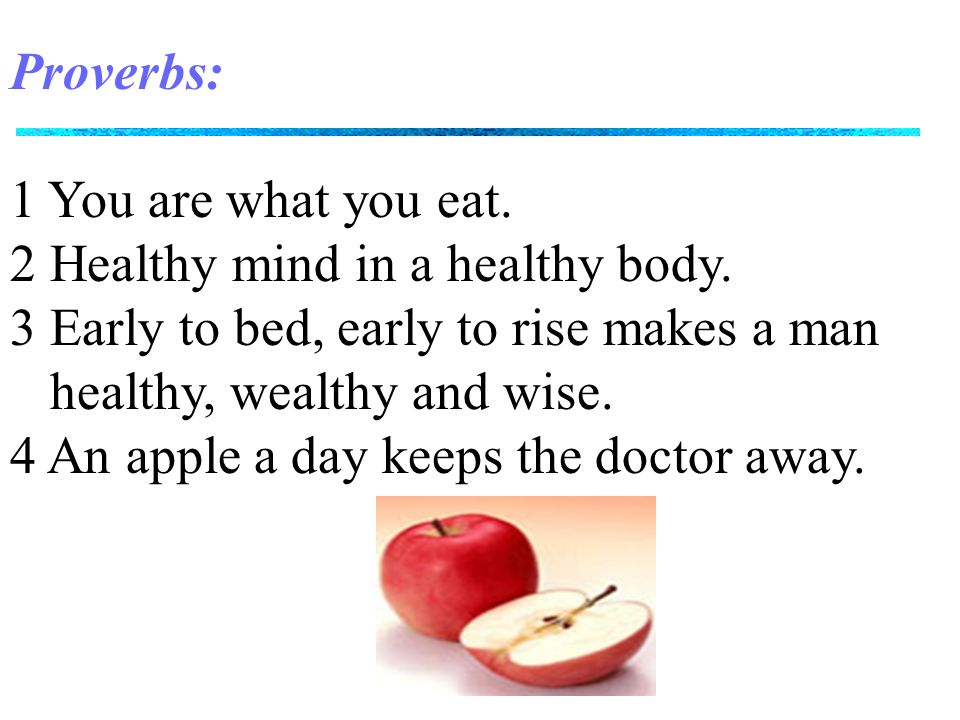 Proverbs:
1 You are what you eat.
2 Healthy mind in a healthy body.
3 Early to bed, early to rise makes a man
healthy, wealthy and wise.
4 An apple a day keeps the doctor away.